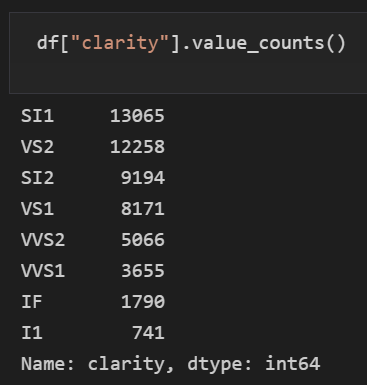 df["clarity"].value_counts()
SI1 13065
VS2 12258
SI2 9194
VS1 8171
VVS2 5066
VVS1 3655
IF 1790
I1 741
Name: clarity, dtype: int64